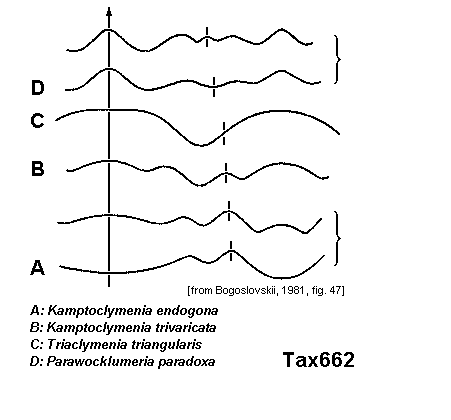 D
C
B
A
[from Bogoslovskii, 1981, fig. 47]
A: Kamptoclymenia endogona
B: Kamptoclymenia trivaricata
C: Triaclymenia triangularis
D: Parawocklumeria paradoxa
Tax662